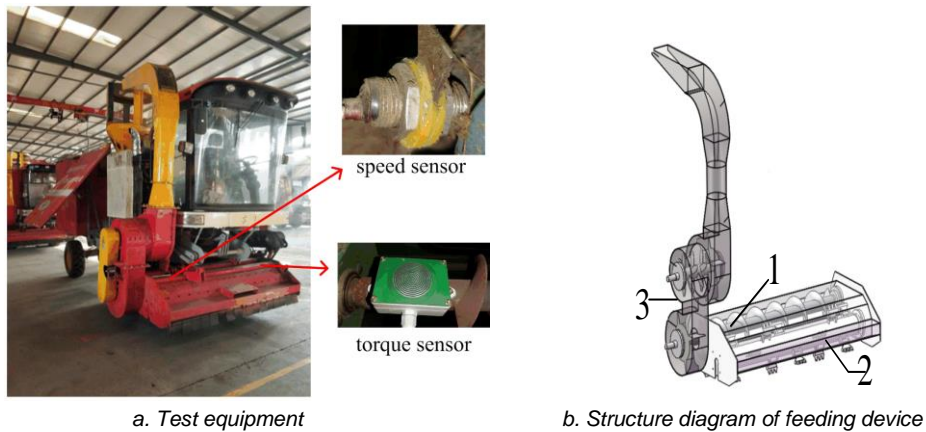 speed sensor
torque sensor
1
3
2
a. Test equipment
b. Structure diagram of feeding device